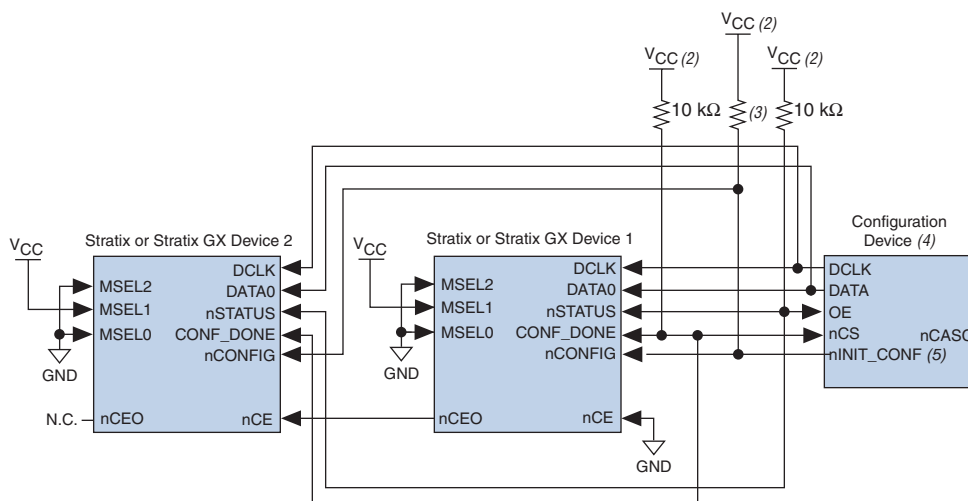 VCC (2)
VCC (2)
VCC (2)
10 kΩ
(3)
10 kΩ
VCC
Stratix or Stratix GX Device 2
VCC
Stratix or Stratix GX Device 1
Configuration
Device (4)
MSEL2
MSEL1
MSEL0
DCLK
DATA0
nSTATUS
CONF_DONE
nCONFIG
nCEO
nCE
N.C.
GND
MSEL2
MSEL1
MSEL0
DCLK
DATA0
nSTATUS
CONF_DONE
nCONFIG
nCEO
nCE
GND
GND
DCLK
DATA
OE
nCS
nCASC
nINIT_CONF (5)